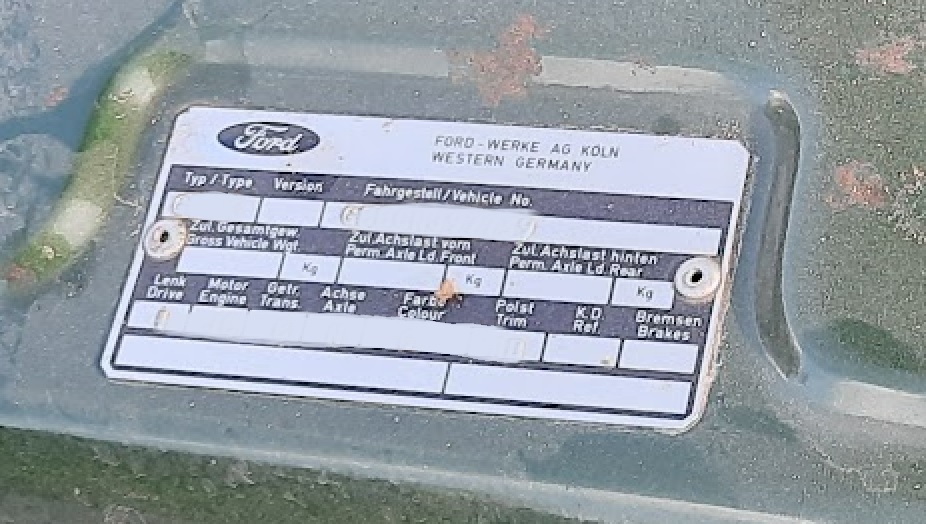 Ford
FORD-WERKE AG KÖLN
WESTERN GERMANY
Typ / Type Version Fahrgestell / Vehicle No.
Zul. Gesamtgew. Zul. Achslast vorn Zul. Achslast hinten
Gross Vehicle Wgt. Perm. Axle Ld. Front Perm. Axle Ld. Rear
Kg Kg Kg
Lenk Motor Getr. Achse Farbe Polst K.D. Bremsen
Drive Engine Trans. Axle Colour Trim Ref. Brakes